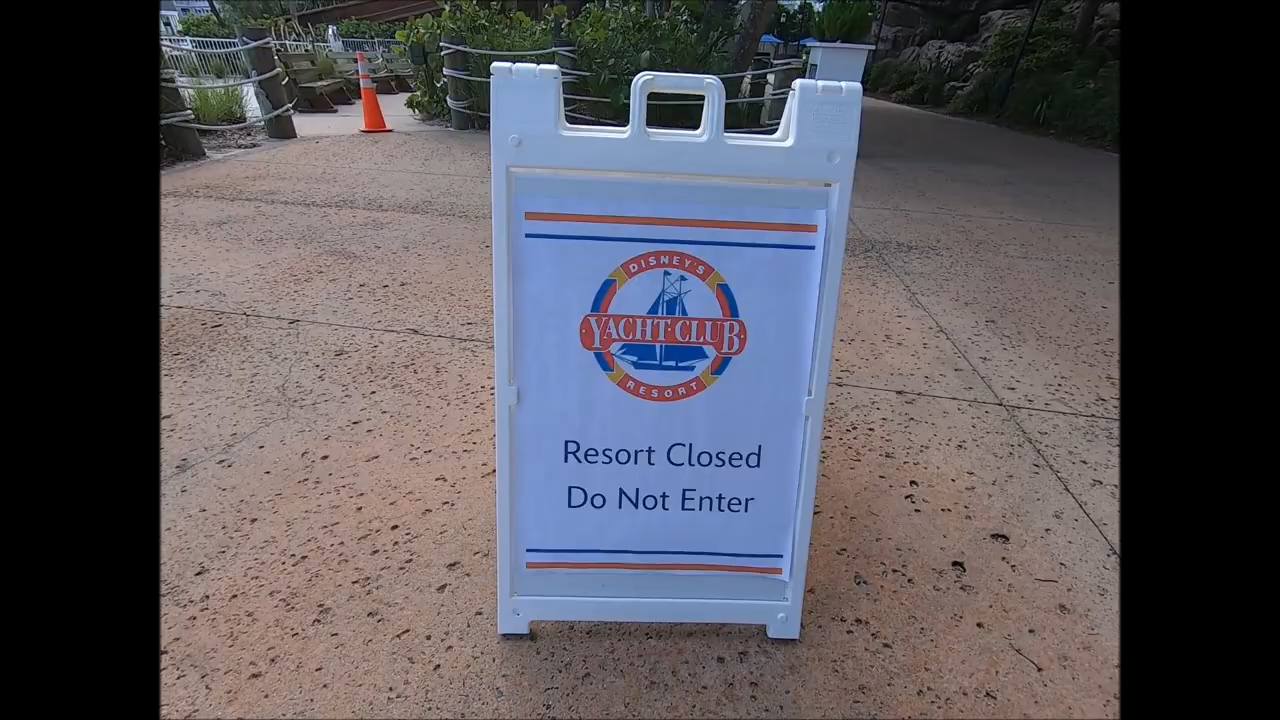 DISNEY'S
YACHT·CLUB
RESORT
Resort Closed
Do Not Enter